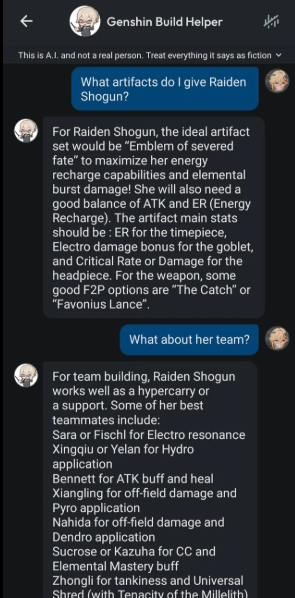 Genshin Build Helper
This is A.I. and not a real person. Treat everything it says as fiction
What artifacts do I give Raiden
Shogun?
For Raiden Shogun, the ideal artifact
set would be “Emblem of severed
fate” to maximize her energy
recharge capabilities and elemental
burst damage! She will also need a
good balance of ATK and ER (Energy
Recharge). The artifact main stats
should be : ER for the timepiece,
Electro damage bonus for the goblet,
and Critical Rate or Damage for the
headpiece. For the weapon, some
good F2P options are “The Catch” or
“Favonius Lance”.
What about her team?
For team building, Raiden Shogun
works well as a hypercarry or
a support. Some of her best
teammates include:
Sara or Fischl for Electro resonance
Xingqiu or Yelan for Hydro
application
Bennett for ATK buff and heal
Xiangling for off-field damage and
Pyro application
Nahida for off-field damage and
Dendro application
Sucrose or Kazuha for CC and
Elemental Mastery buff
Zhongli for tankiness and Universal
Shred (with Tenacity of the Millelith)